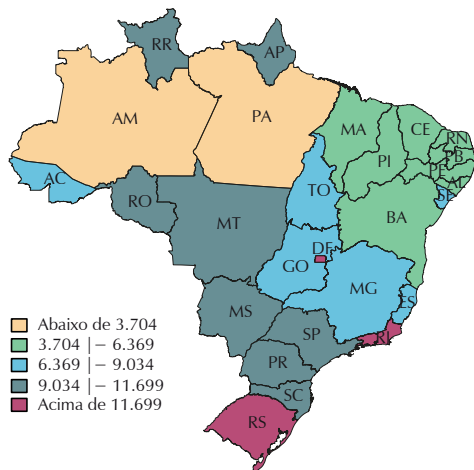 RR
AP
AM
PA
MA
CE
RN
PB
PE
AL
SE
PI
AC
TO
RO
MT
BA
DF
GO
MG
ES
MS
SP
RJ
PR
SC
RS
Abaixo de 3.704
3.704 |– 6.369
6.369 |– 9.034
9.034 |– 11.699
Acima de 11.699